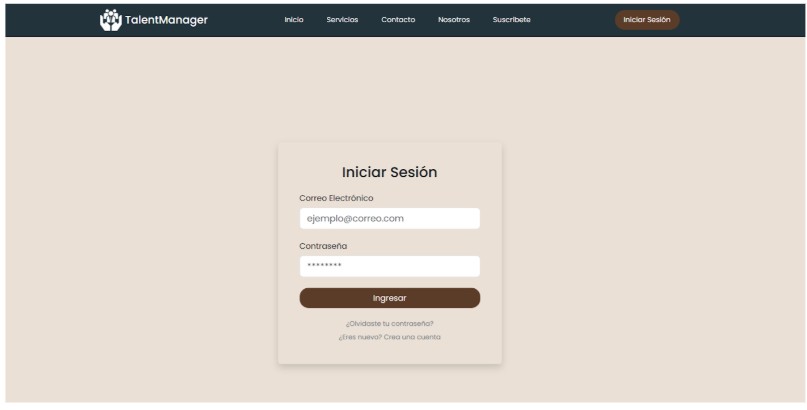 TalentManager
Inicio Servicios Contacto Nosotros Suscríbete Iniciar Sesión
Iniciar Sesión
Correo Electrónico
ejemplo@correo.com
Contraseña
********
Ingresar
¿Olvidaste tu contraseña?
¿Eres nuevo? Crea una cuenta